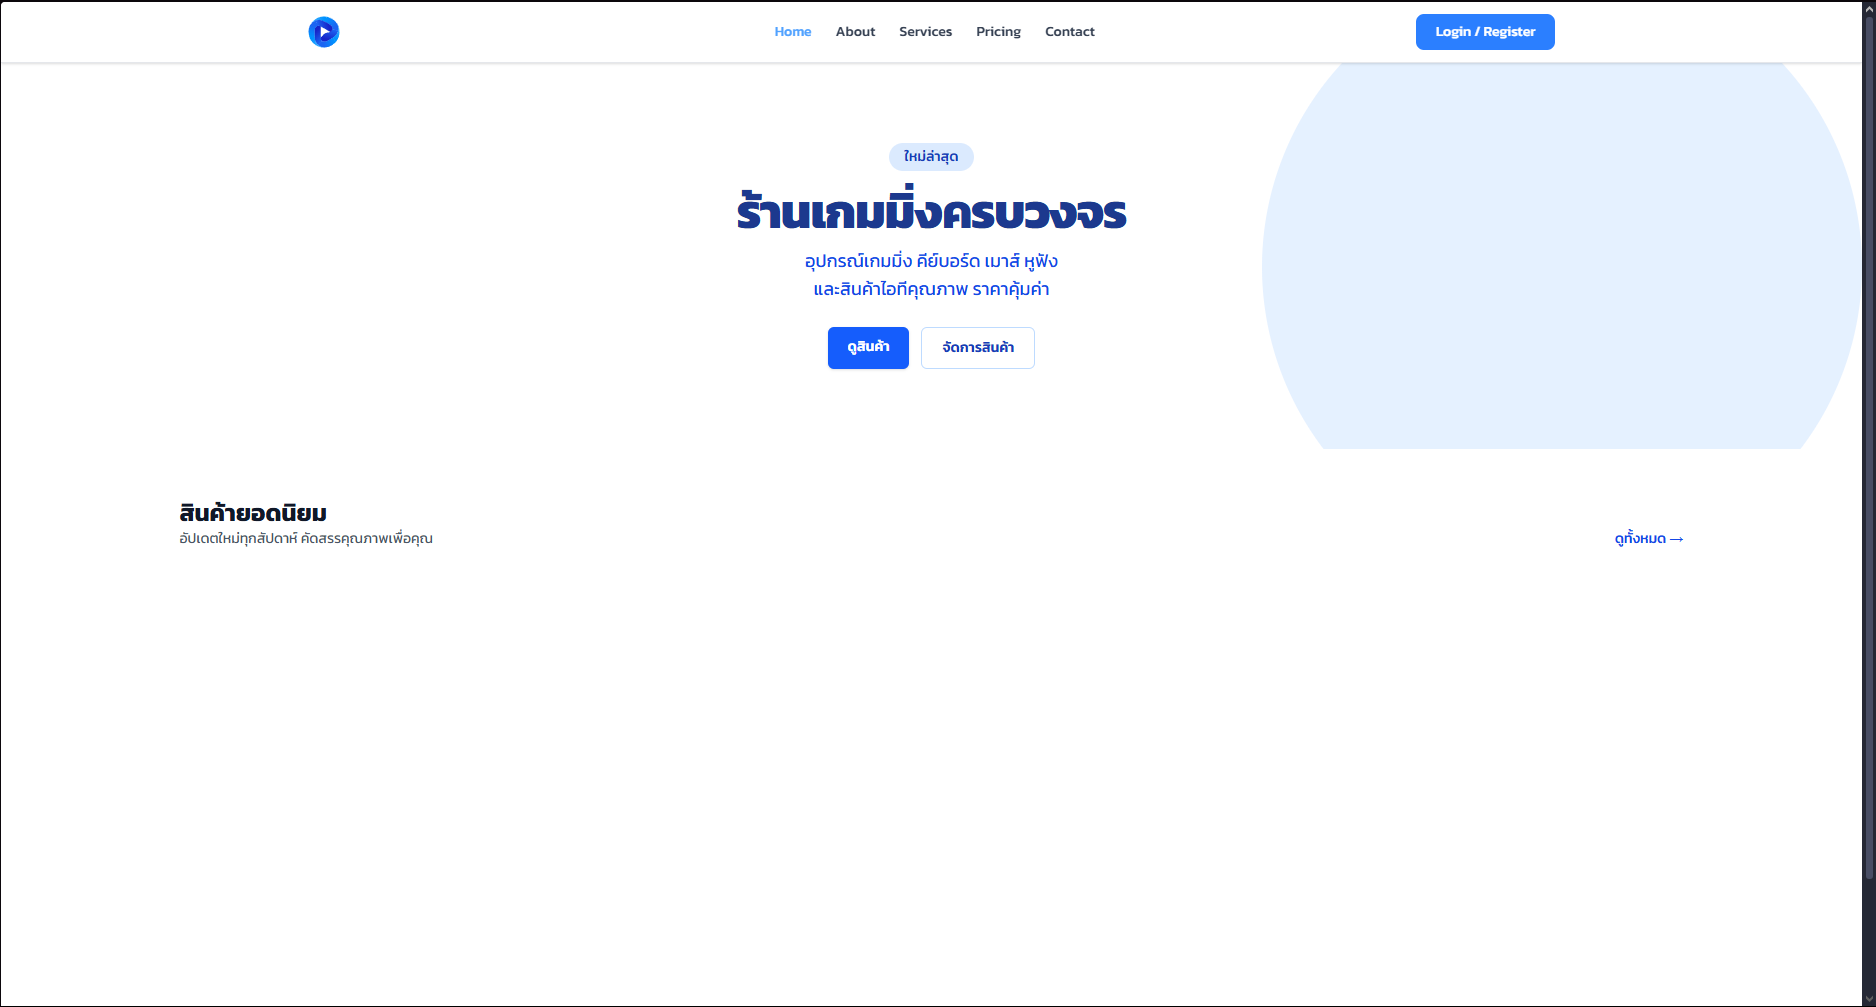 Home About Services Pricing Contact Login / Register
ใหม่ล่าสุด
ร้านเกมมิ่งครบวงจร
อุปกรณ์เกมมิ่ง คีย์บอร์ด เมาส์ หูฟัง
และสินค้าไอทีคุณภาพ ราคาคุ้มค่า
ดูสินค้า จัดการสินค้า
สินค้ายอดนิยม
อัปเดตใหม่ทุกสัปดาห์ คัดสรรคุณภาพเพื่อคุณ
ดูทั้งหมด →